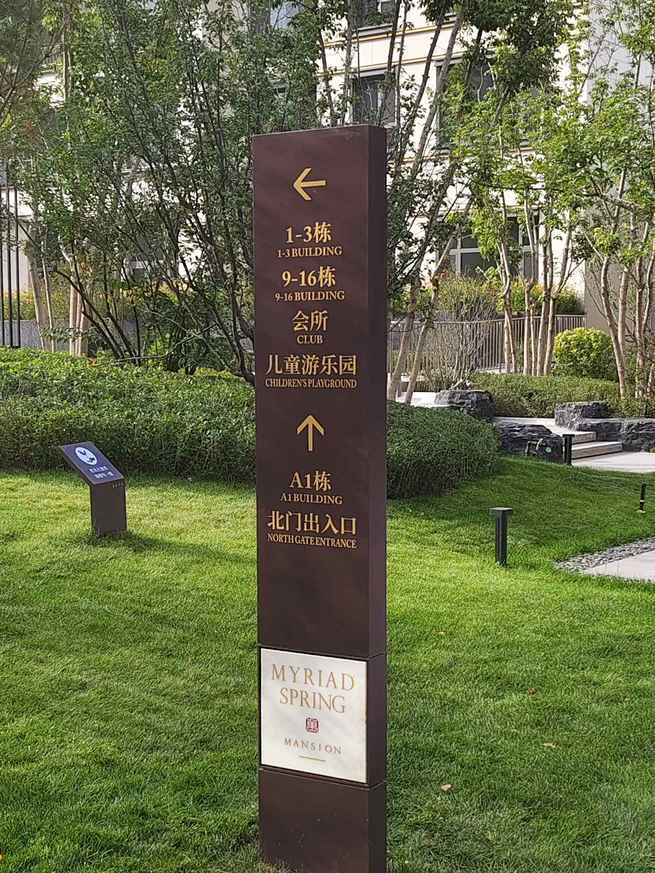 1-3栋
1-3 BUILDING
9-16栋
9-16 BUILDING
会所
CLUB
儿童游乐园
CHILDREN'S PLAYGROUND
A1栋
A1 BUILDING
北门出入口
NORTH GATE ENTRANCE
MYRIAD
SPRING
MANSION